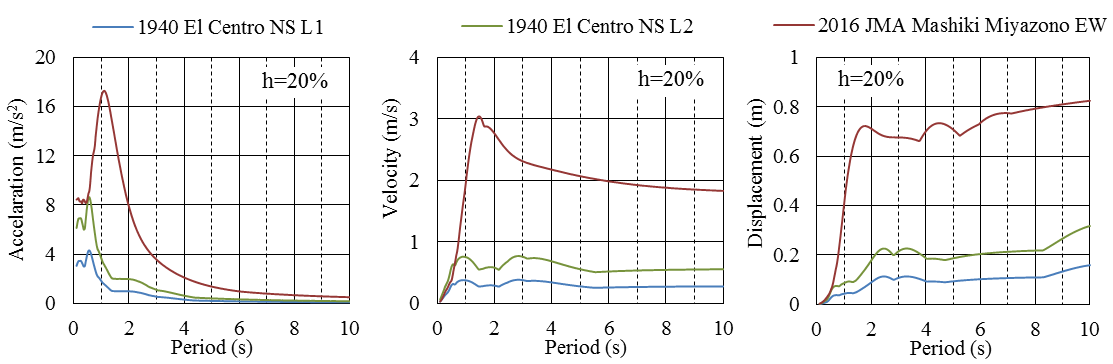 1940 El Centro NS L1
1940 El Centro NS L2
2016 JMA Mashiki Miyazono EW
20
16
12
8
4
0
h=20%
Accelaration (m/s²)
0 2 4 6 8 10
Period (s)
4
3
2
1
0
h=20%
Velocity (m/s)
0 2 4 6 8 10
Period (s)
1
0.8
0.6
0.4
0.2
0
h=20%
Displacement (m)
0 2 4 6 8 10
Period (s)